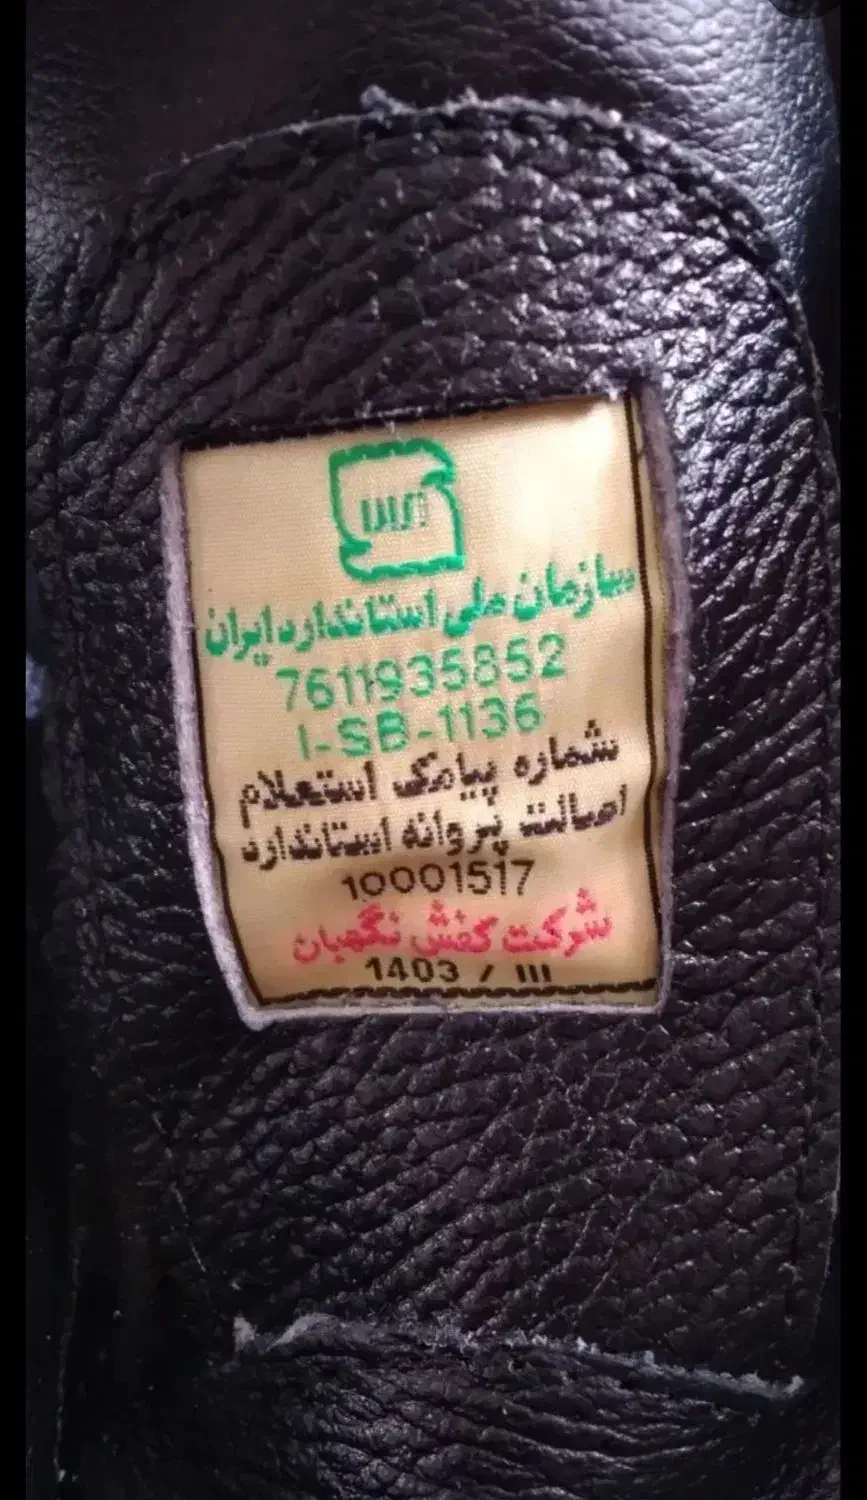 سازمان ملی استاندارد ایران
7611935852
I-SB-1136
شماره پیامک استعلام
اصالت پروانه استاندارد
10001517
شرکت کفش نگهبان
1403 / III